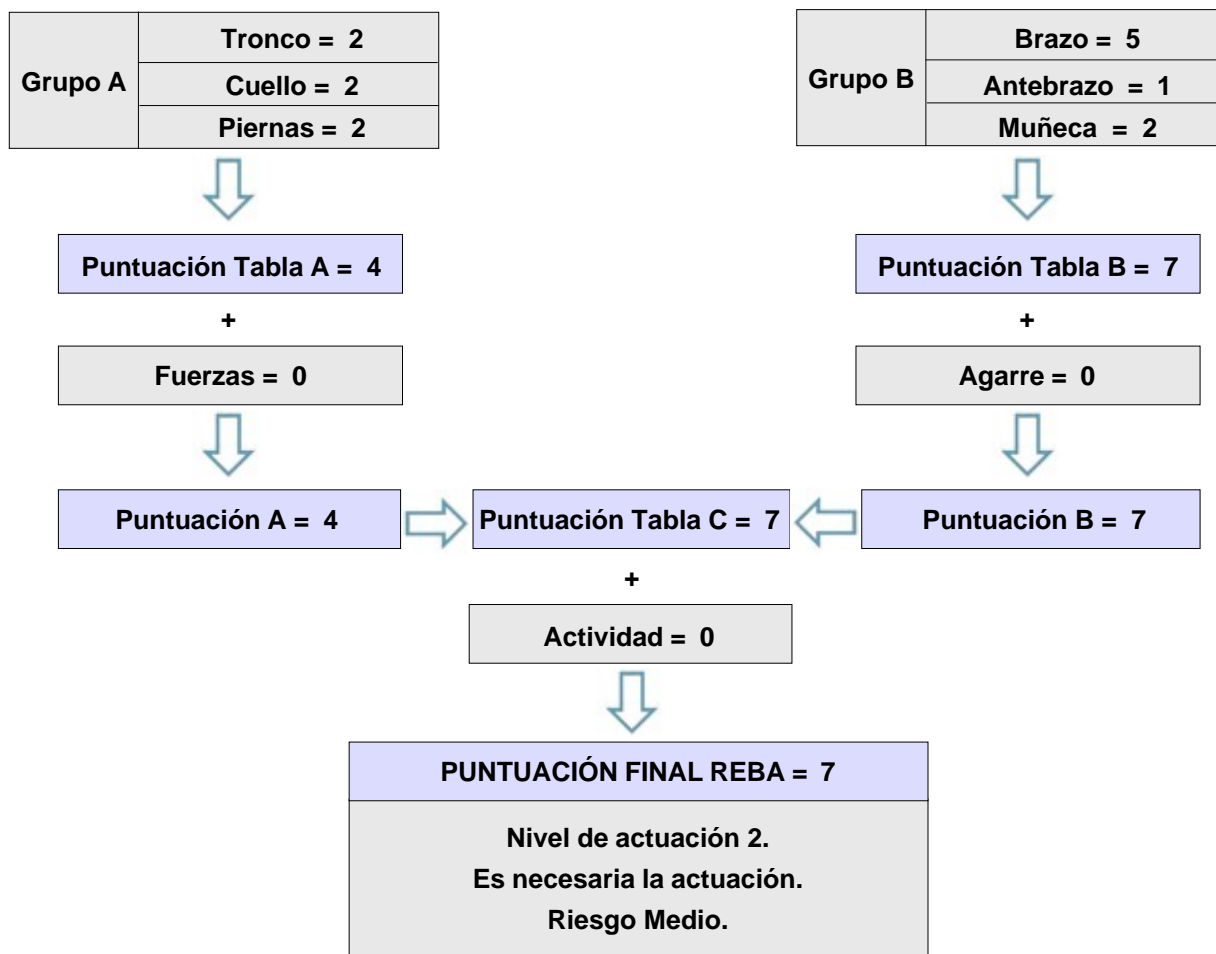 Grupo A
Tronco = 2
Cuello = 2
Piernas = 2
Grupo B
Brazo = 5
Antebrazo = 1
Muñeca = 2
Puntuación Tabla A = 4
Puntuación Tabla B = 7
+
+
Fuerzas = 0
Agarre = 0
Puntuación A = 4
Puntuación Tabla C = 7
Puntuación B = 7
+
Actividad = 0
PUNTUACIÓN FINAL REBA = 7
Nivel de actuación 2.
Es necesaria la actuación.
Riesgo Medio.